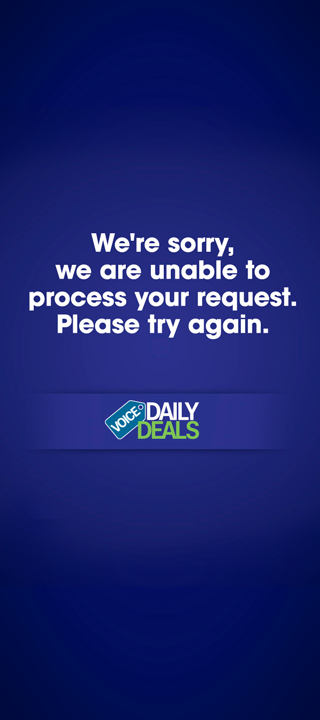 We're sorry,
we are unable to
process your request.
Please try again.
VOICE
DAILY
DEALS